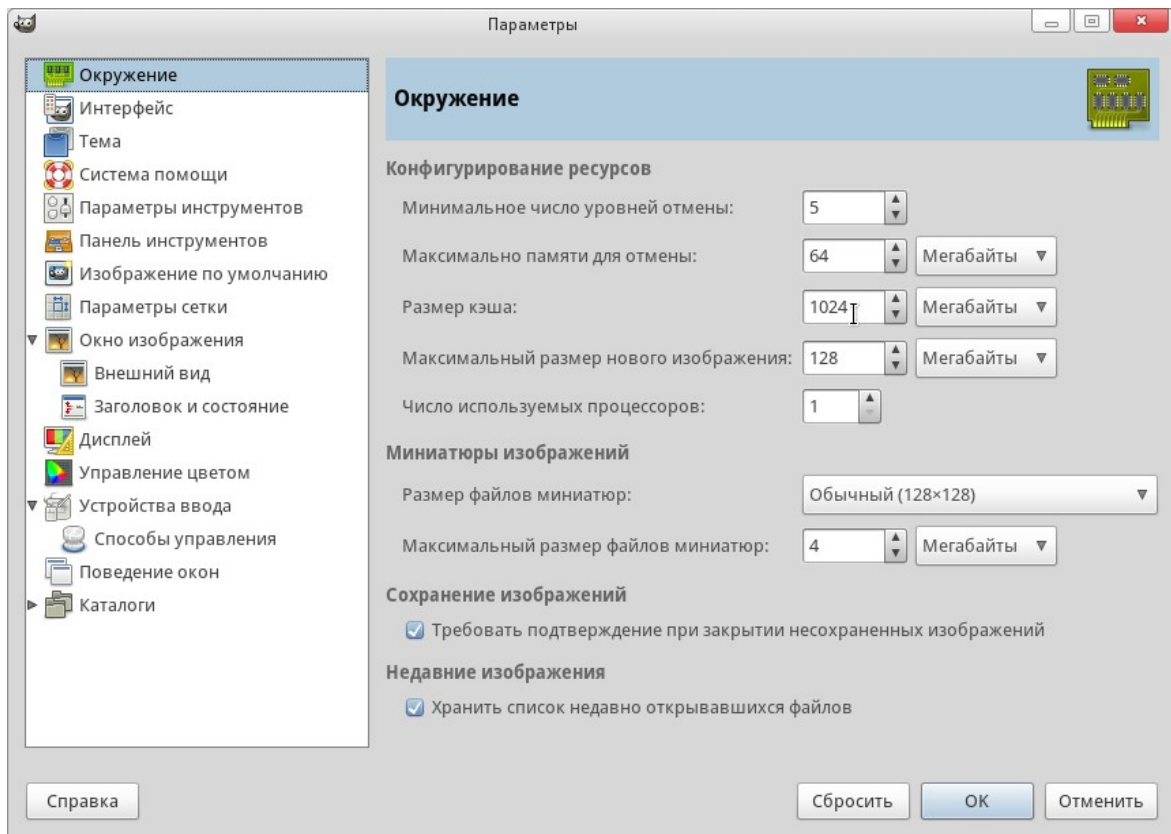 Параметры
Окружение
Интерфейс
Тема
Система помощи
Параметры инструментов
Панель инструментов
Изображение по умолчанию
Параметры сетки
Окно изображения
Внешний вид
Заголовок и состояние
Дисплей
Управление цветом
Устройства ввода
Способы управления
Поведение окон
Каталоги
Окружение
Конфигурирование ресурсов
Минимальное число уровней отмены: 5
Максимально памяти для отмены: 64 Мегабайты
Размер кэша: 1024 Мегабайты
Максимальный размер нового изображения: 128 Мегабайты
Число используемых процессоров: 1
Миниатюры изображений
Размер файлов миниатюр: Обычный (128×128)
Максимальный размер файлов миниатюр: 4 Мегабайты
Сохранение изображений
Требовать подтверждение при закрытии несохраненных изображений
Недавние изображения
Хранить список недавно открывавшихся файлов
Справка Сбросить OK Отменить